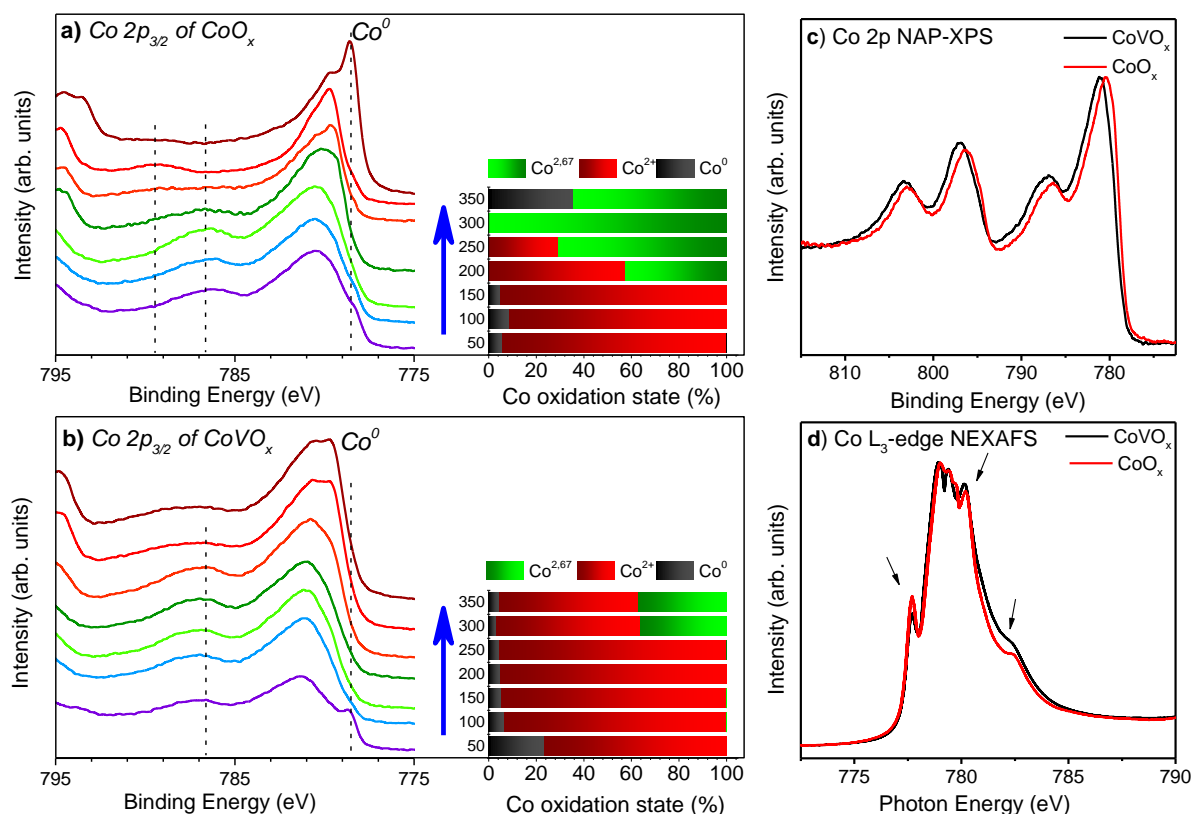 a) Co 2p3/2 of CoOx
Co0
Intensity (arb. units)
795 785 775
Binding Energy (eV)
Co2,67 Co2+ Co0
350
300
250
200
150
100
50
0 20 40 60 80 100
Co oxidation state (%)
b) Co 2p3/2 of CoVOx
Co0
Intensity (arb. units)
795 785 775
Binding Energy (eV)
Co2,67 Co2+ Co0
350
300
250
200
150
100
50
0 20 40 60 80 100
Co oxidation state (%)
c) Co 2p NAP-XPS
CoVOx
CoOx
Intensity (arb. units)
810 800 790 780
Binding Energy (eV)
d) Co L3-edge NEXAFS
CoVOx
CoOx
Intensity (arb. units)
775 780 785 790
Photon Energy (eV)